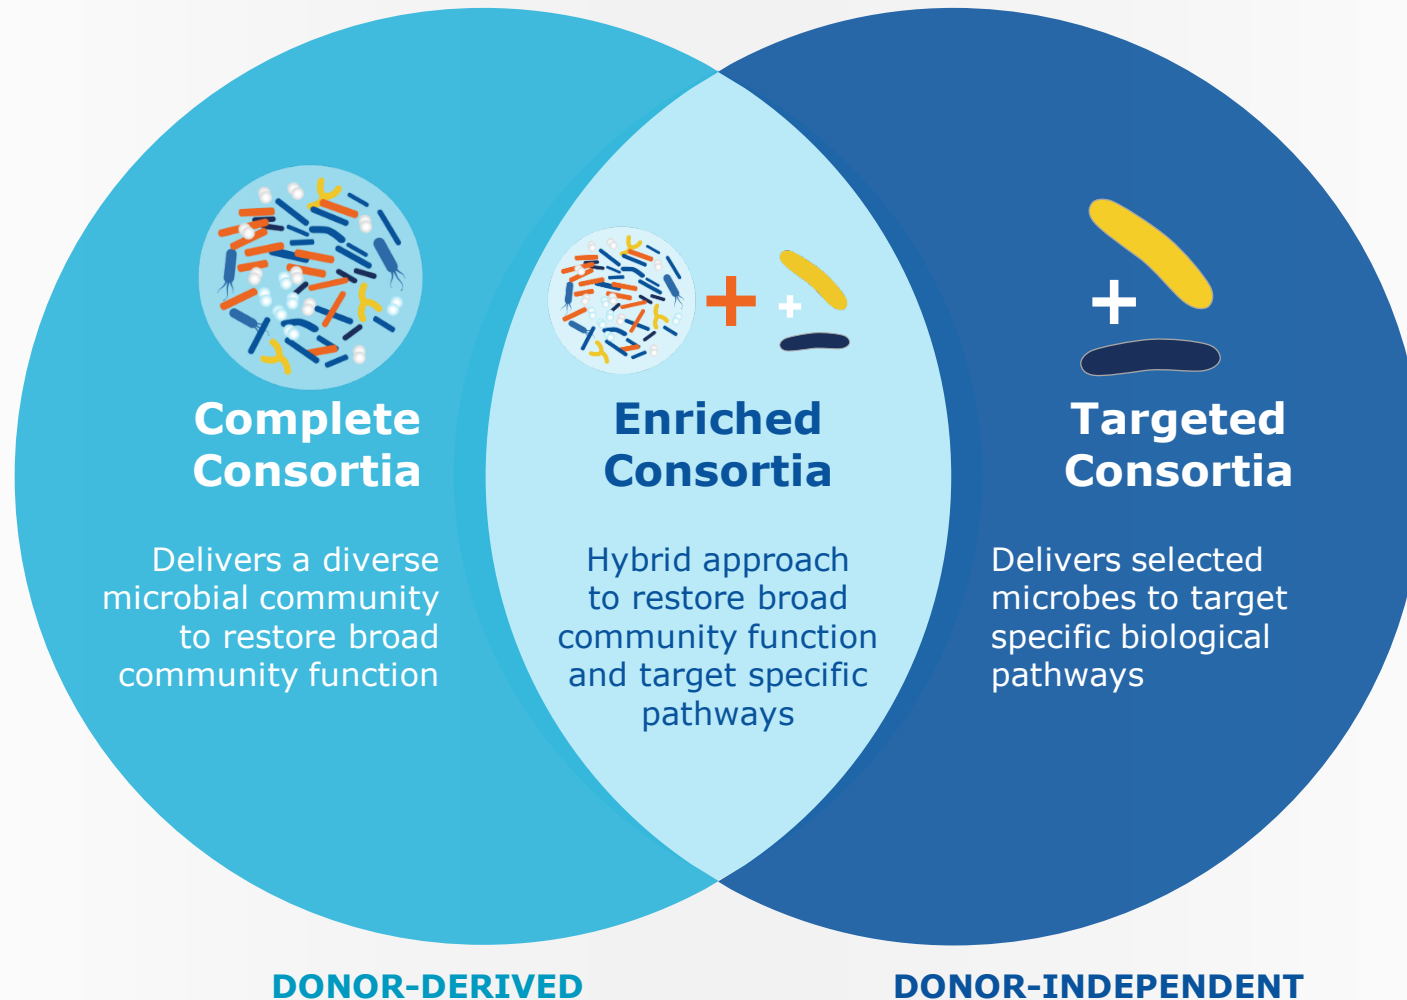 Complete
Consortia
Delivers a diverse
microbial community
to restore broad
community function
Enriched
Consortia
Hybrid approach
to restore broad
community function
and target specific
pathways
Targeted
Consortia
Delivers selected
microbes to target
specific biological
pathways
DONOR-DERIVED
DONOR-INDEPENDENT